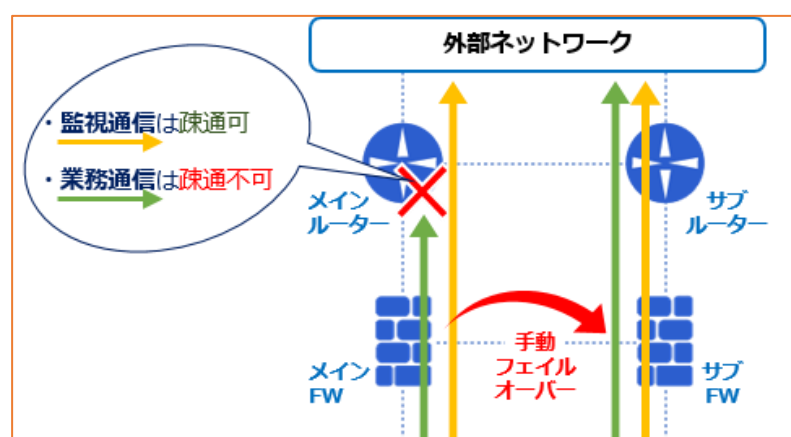 外部ネットワーク
・監視通信は疎通可
・業務通信は疎通不可
メイン
ルーター
サブ
ルーター
手動
フェイル
オーバー
メイン
FW
サブ
FW